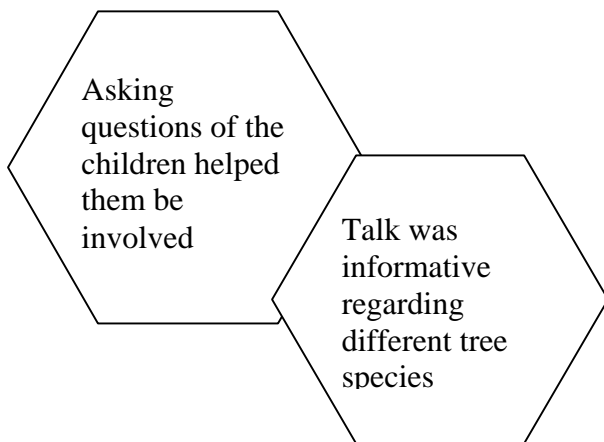 Asking
questions of the
children helped
them be
involved
Talk was
informative
regarding
different tree
species